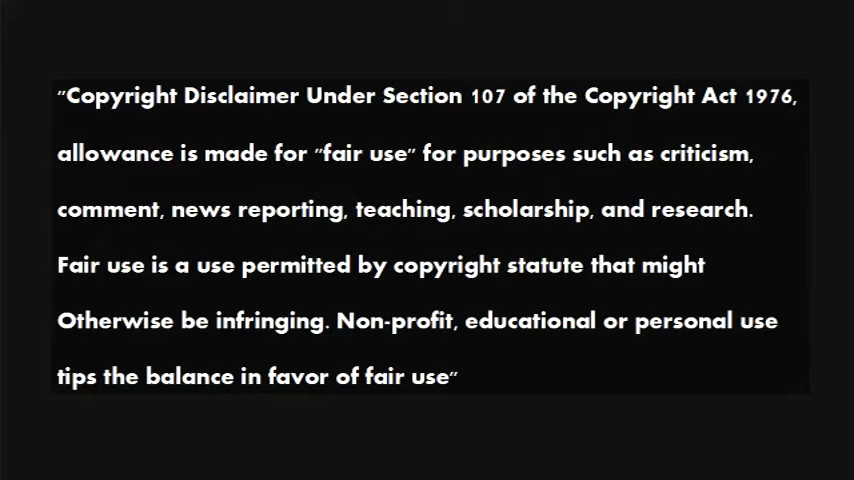 "Copyright Disclaimer Under Section 107 of the Copyright Act 1976,
allowance is made for "fair use" for purposes such as criticism,
comment, news reporting, teaching, scholarship, and research.
Fair use is a use permitted by copyright statute that might
Otherwise be infringing. Non-profit, educational or personal use
tips the balance in favor of fair use"